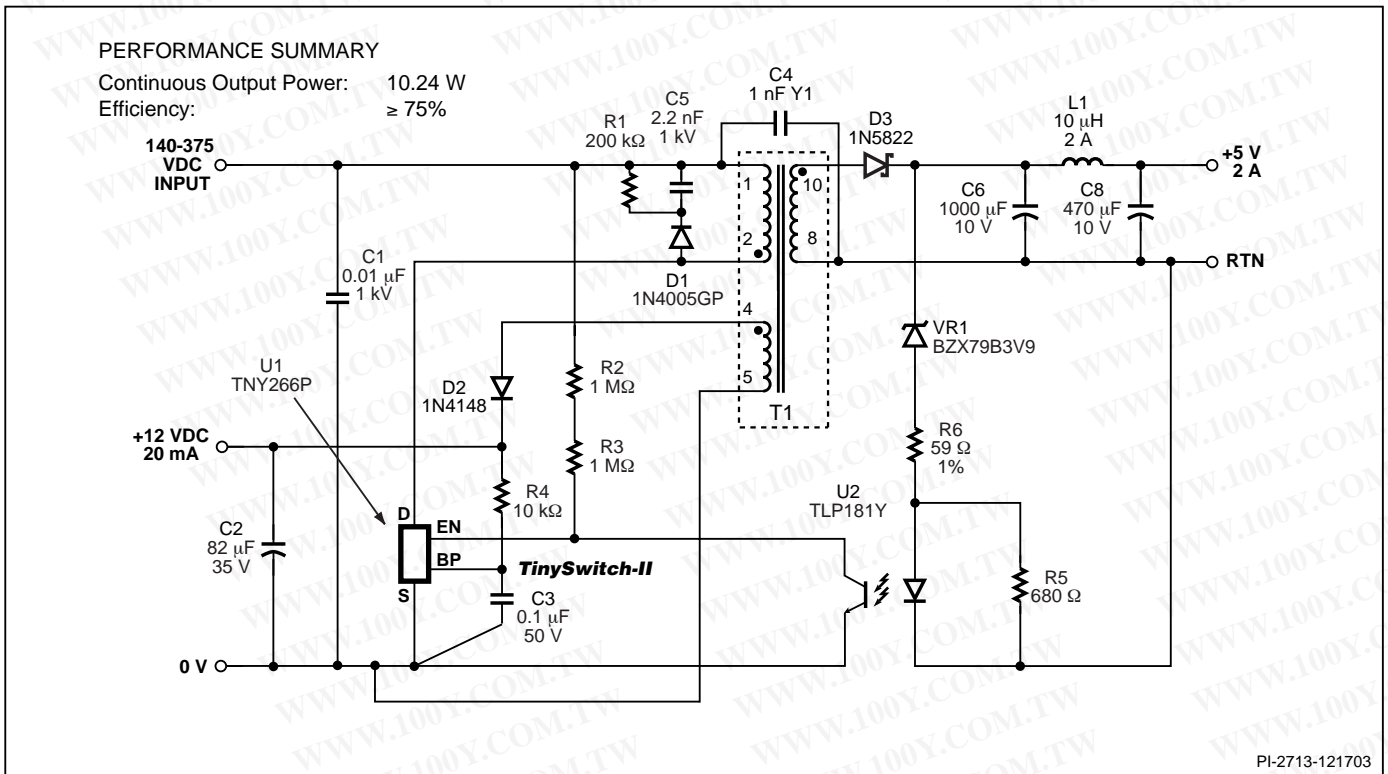 PERFORMANCE SUMMARY
Continuous Output Power: 10.24 W
Efficiency: ≥ 75%
140-375
VDC
INPUT
R1
200 kΩ
C5
2.2 nF
1 kV
C4
1 nF Y1
D3
1N5822
L1
10 µH
2 A
+5 V
2 A
1
10
C6
1000 µF
10 V
C8
470 µF
10 V
2
8
C1
0.01 µF
1 kV
D1
1N4005GP
RTN
4
5
T1
VR1
BZX79B3V9
U1
TNY266P
D2
1N4148
R2
1 MΩ
+12 VDC
20 mA
R3
1 MΩ
R6
59 Ω
1%
R4
10 kΩ
U2
TLP181Y
C2
82 µF
35 V
D
EN
BP
S
TinySwitch-II
C3
0.1 µF
50 V
R5
680 Ω
0 V
PI-2713-121703
WWW.100Y.COM.TW